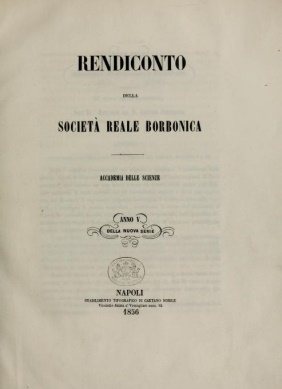 RENDICONTO
DELLA
SOCIETÀ REALE BORBONICA
ACCADEMIA DELLE SCIENZE
ANNO V.
DELLA NUOVA SERIE
NAPOLI
STABILIMENTO TIPOGRAFICO DI GAETANO NOBILE
1856